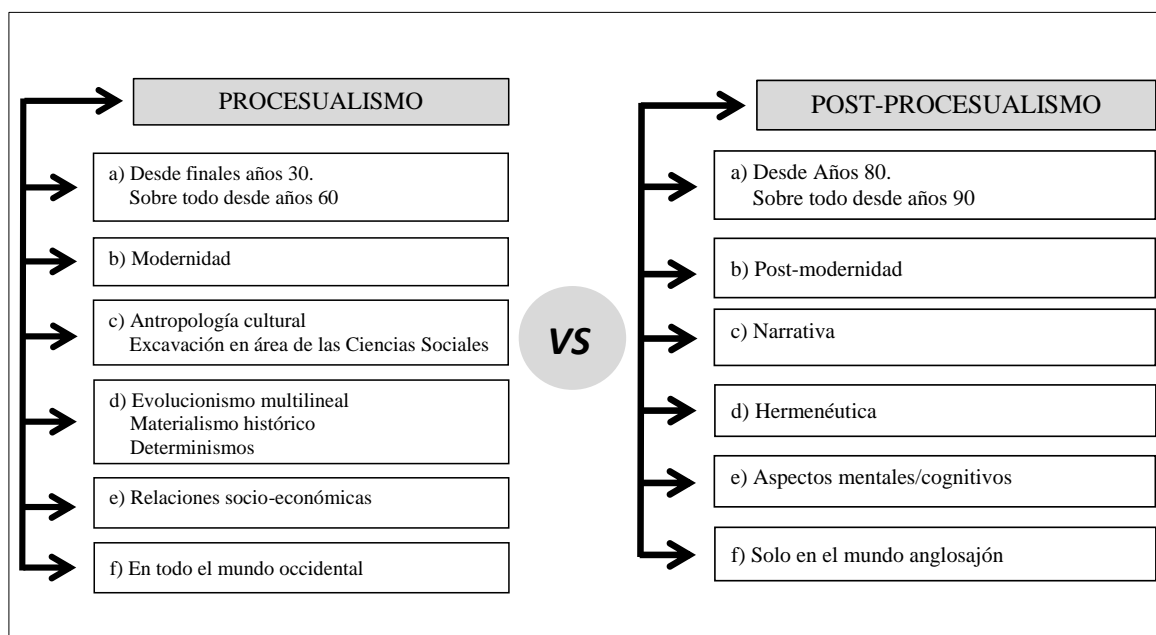 PROCESUALISMO
a) Desde finales años 30.
Sobre todo desde años 60
b) Modernidad
c) Antropología cultural
Excavación en área de las Ciencias Sociales
d) Evolucionismo multilineal
Materialismo histórico
Determinismos
e) Relaciones socio-económicas
f) En todo el mundo occidental
VS
POST-PROCESUALISMO
a) Desde Años 80.
Sobre todo desde años 90
b) Post-modernidad
c) Narrativa
d) Hermenéutica
e) Aspectos mentales/cognitivos
f) Solo en el mundo anglosajón